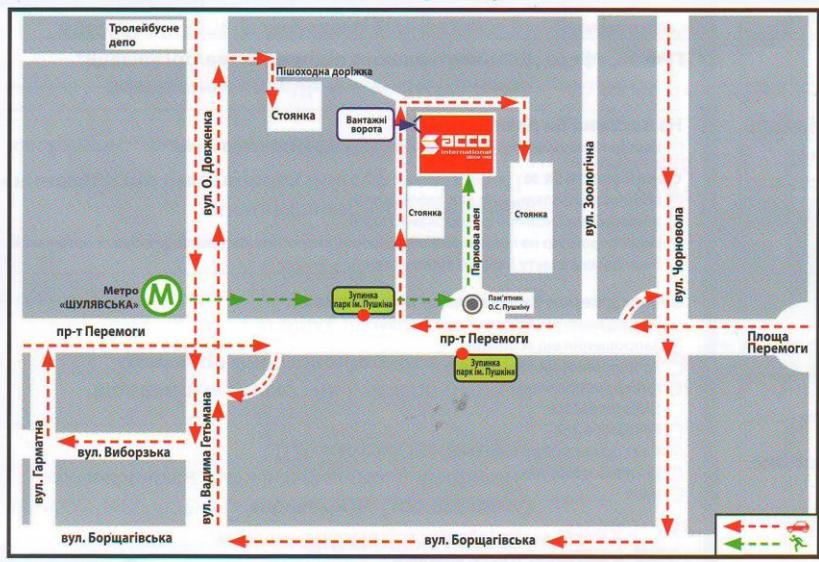 Тролейбусне
депо
Пішоходна доріжка
Стоянка
Вантажні
ворота
acco
international
вул. О. Довженка
Стоянка
Паркова алея
Стоянка
вул. Зоологічна
вул. Чорновола
Метро
«ШУЛЯВСЬКА»
М
Зупинка
парк ім. Пушкіна
Пам'ятник
О.С. Пушкіну
пр-т Перемоги
пр-т Перемоги
Площа
Перемоги
Зупинка
парк ім. Пушкіна
вул. Гарматна
вул. Виборзька
вул. Вадима Гетьмана
вул. Борщагівська
вул. Борщагівська